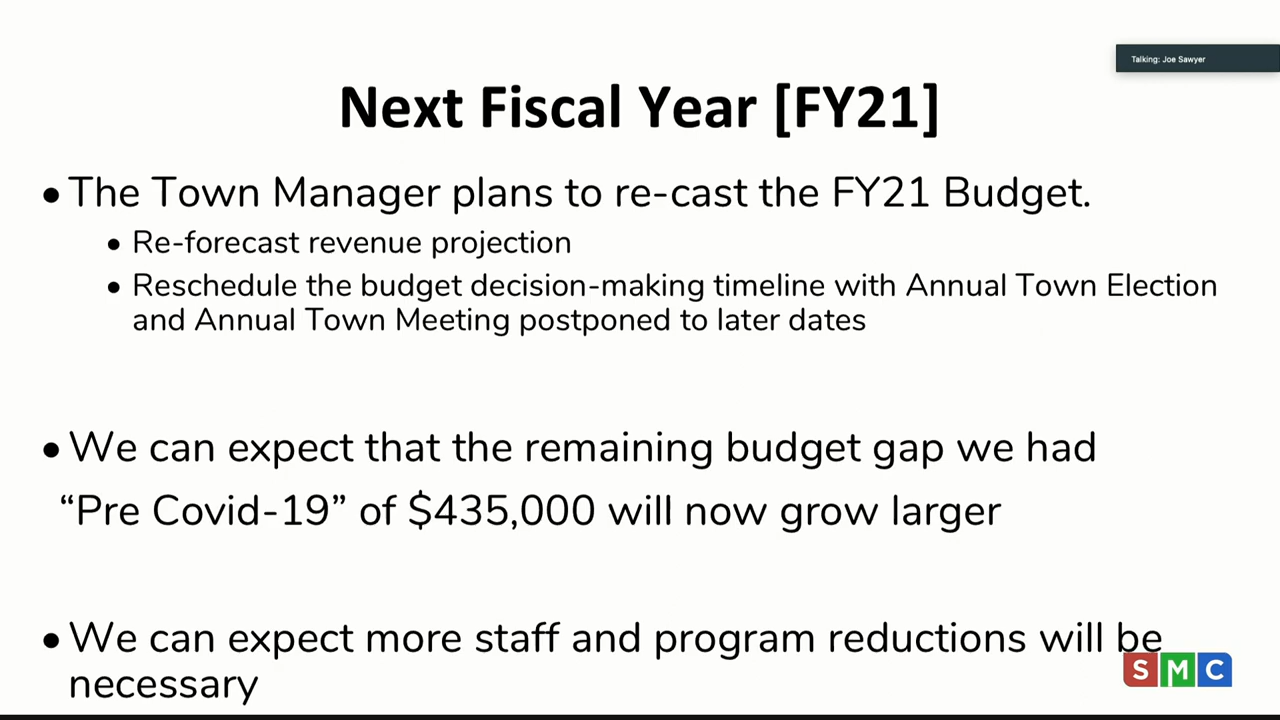 Talking: Joe Sawyer
Next Fiscal Year [FY21]
• The Town Manager plans to re-cast the FY21 Budget.
• Re-forecast revenue projection
• Reschedule the budget decision-making timeline with Annual Town Election
and Annual Town Meeting postponed to later dates
• We can expect that the remaining budget gap we had
“Pre Covid-19” of $435,000 will now grow larger
• We can expect more staff and program reductions will be
necessary
SMC